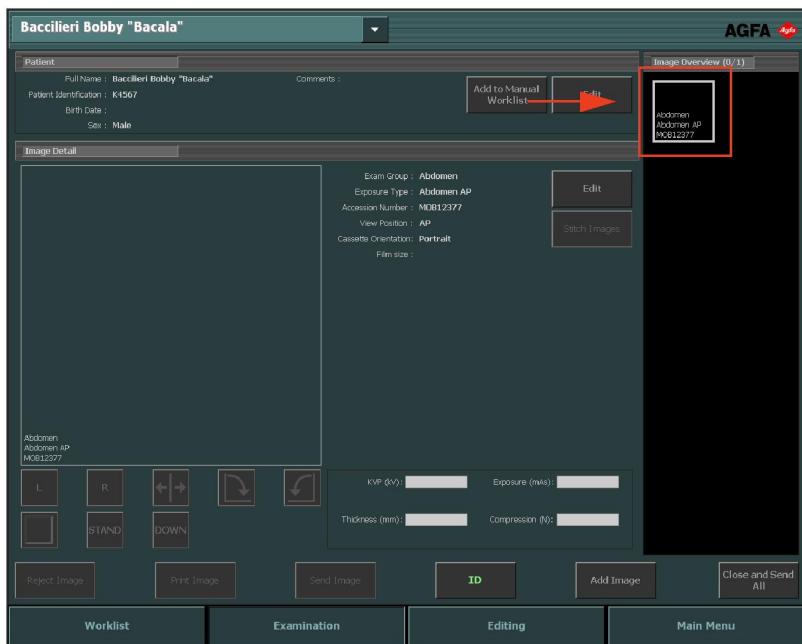 Baccilieri Bobby "Bacala"
AGFA Agfa
Patient
Full Name : Baccilieri Bobby "Bacala"
Comments :
Patient Identification : K4567
Birth Date :
Sex : Male
Add to Manual
Worklist
Edit
Image Overview (0/1)
Abdomen
Abdomen AP
MOB12377
Image Detail
Exam Group : Abdomen
Exposure Type : Abdomen AP
Accession Number : MOB12377
View Position : AP
Cassette Orientation: Portrait
Film size :
Edit
Stitch Images
Abdomen
Abdomen AP
MOB12377
L
R
STAND
DOWN
KVP (kV):
Exposure (mAs):
Thickness (mm):
Compression (N):
Reject Image
Print Image
Send Image
ID
Add Image
Close and Send
All
Worklist
Examination
Editing
Main Menu